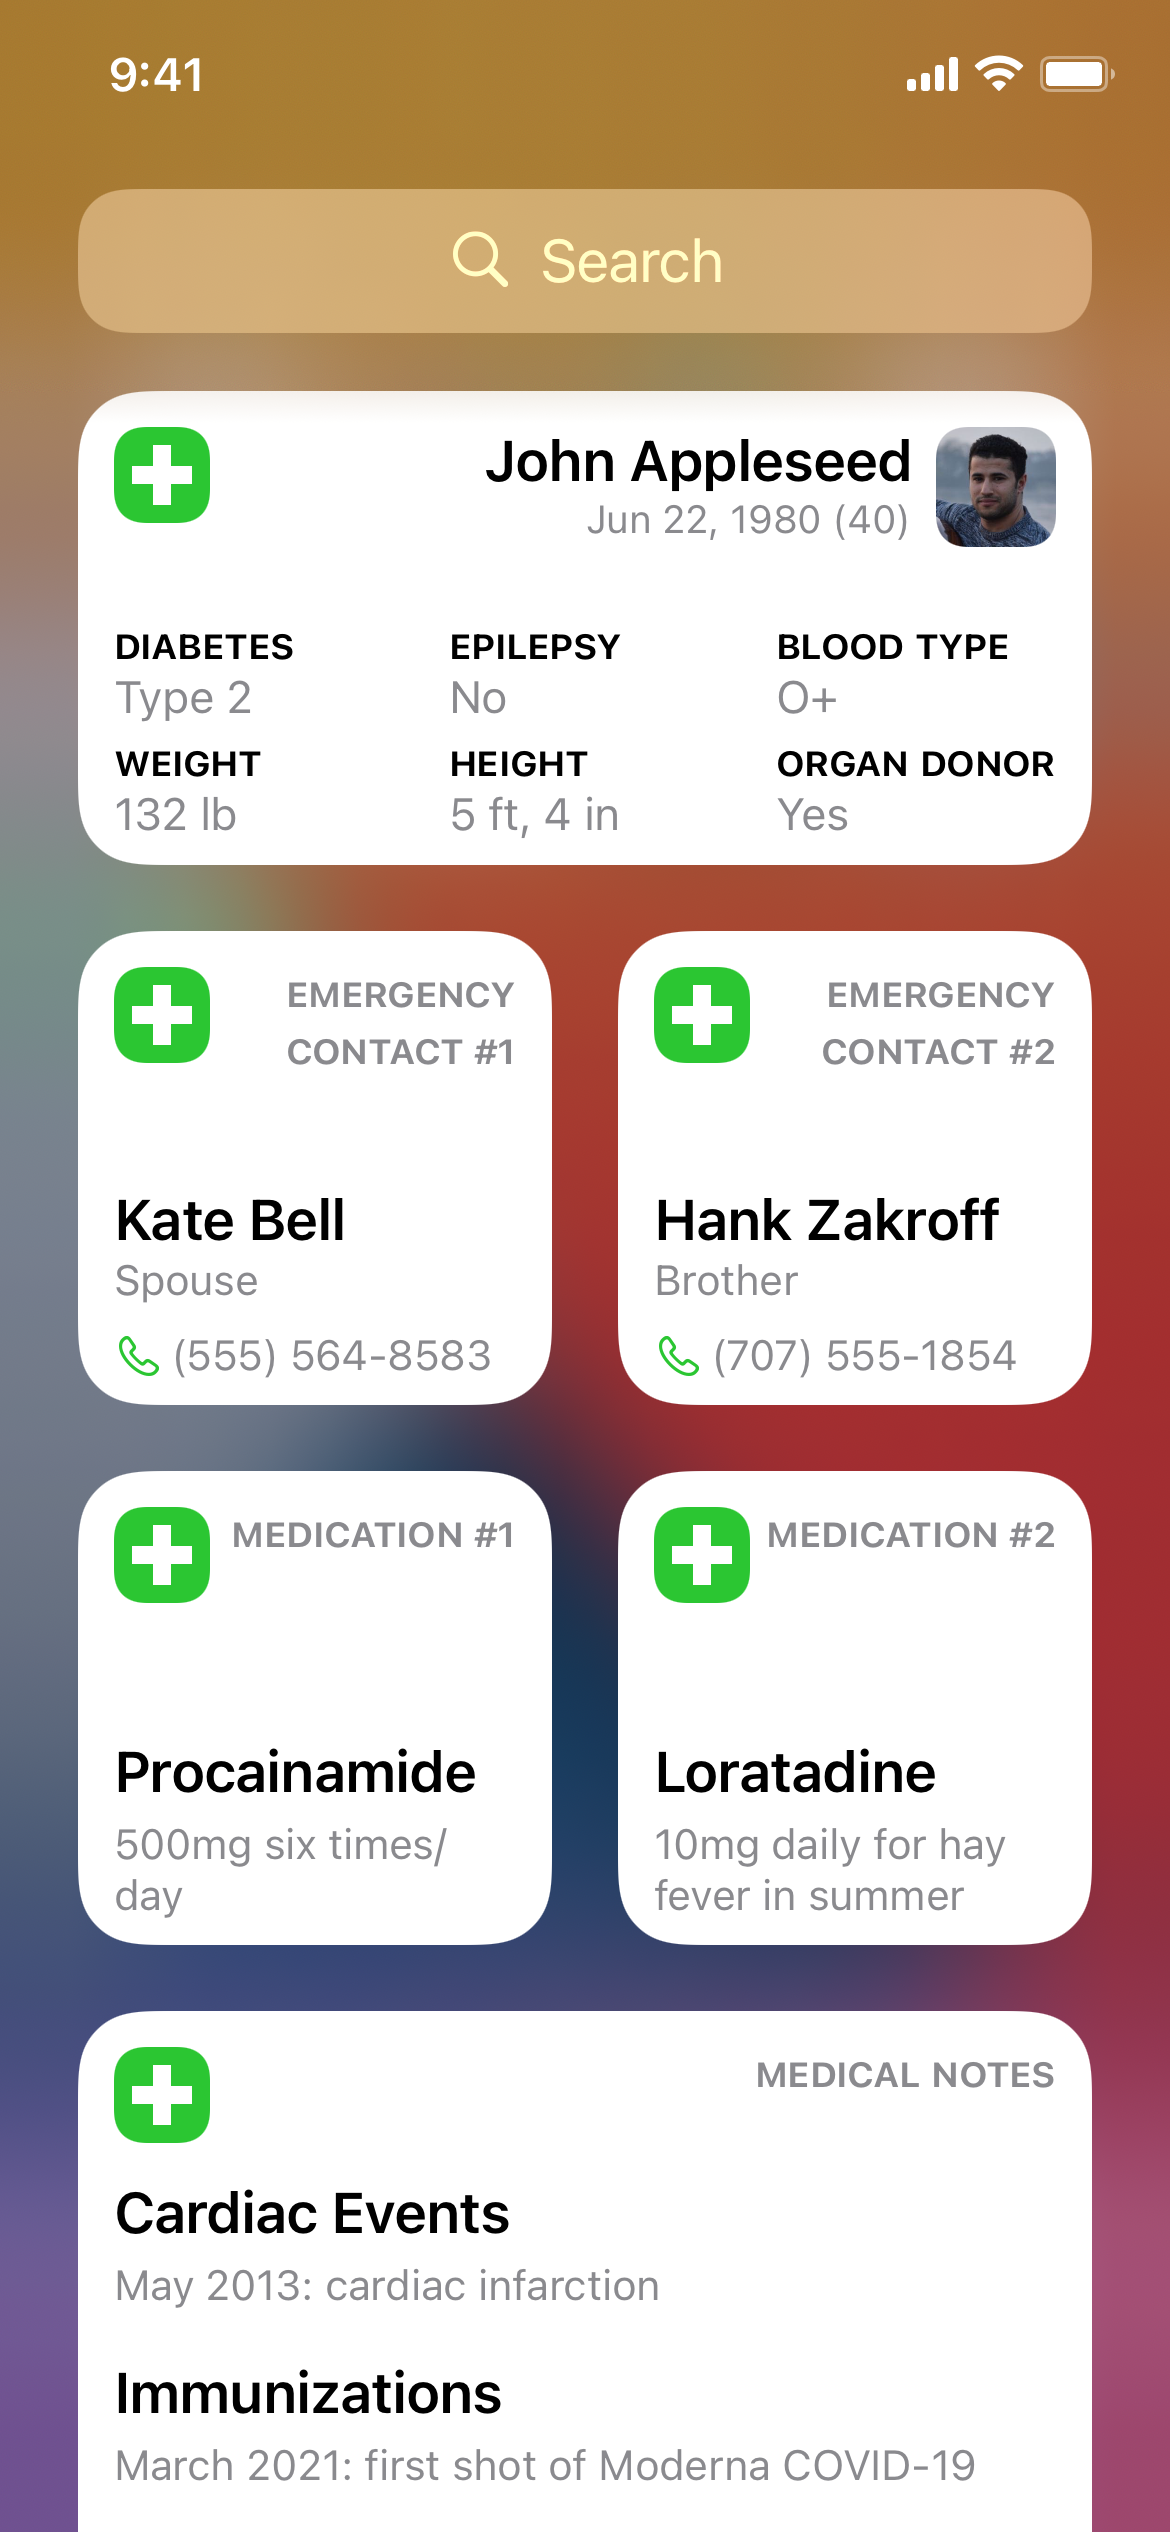 9:41
Search
John Appleseed
Jun 22, 1980 (40)
DIABETES
Type 2
EPILEPSY
No
BLOOD TYPE
O+
WEIGHT
132 lb
HEIGHT
5 ft, 4 in
ORGAN DONOR
Yes
EMERGENCY
CONTACT #1
Kate Bell
Spouse
(555) 564-8583
EMERGENCY
CONTACT #2
Hank Zakroff
Brother
(707) 555-1854
MEDICATION #1
Procainamide
500mg six times/
day
MEDICATION #2
Loratadine
10mg daily for hay
fever in summer
MEDICAL NOTES
Cardiac Events
May 2013: cardiac infarction
Immunizations
March 2021: first shot of Moderna COVID-19